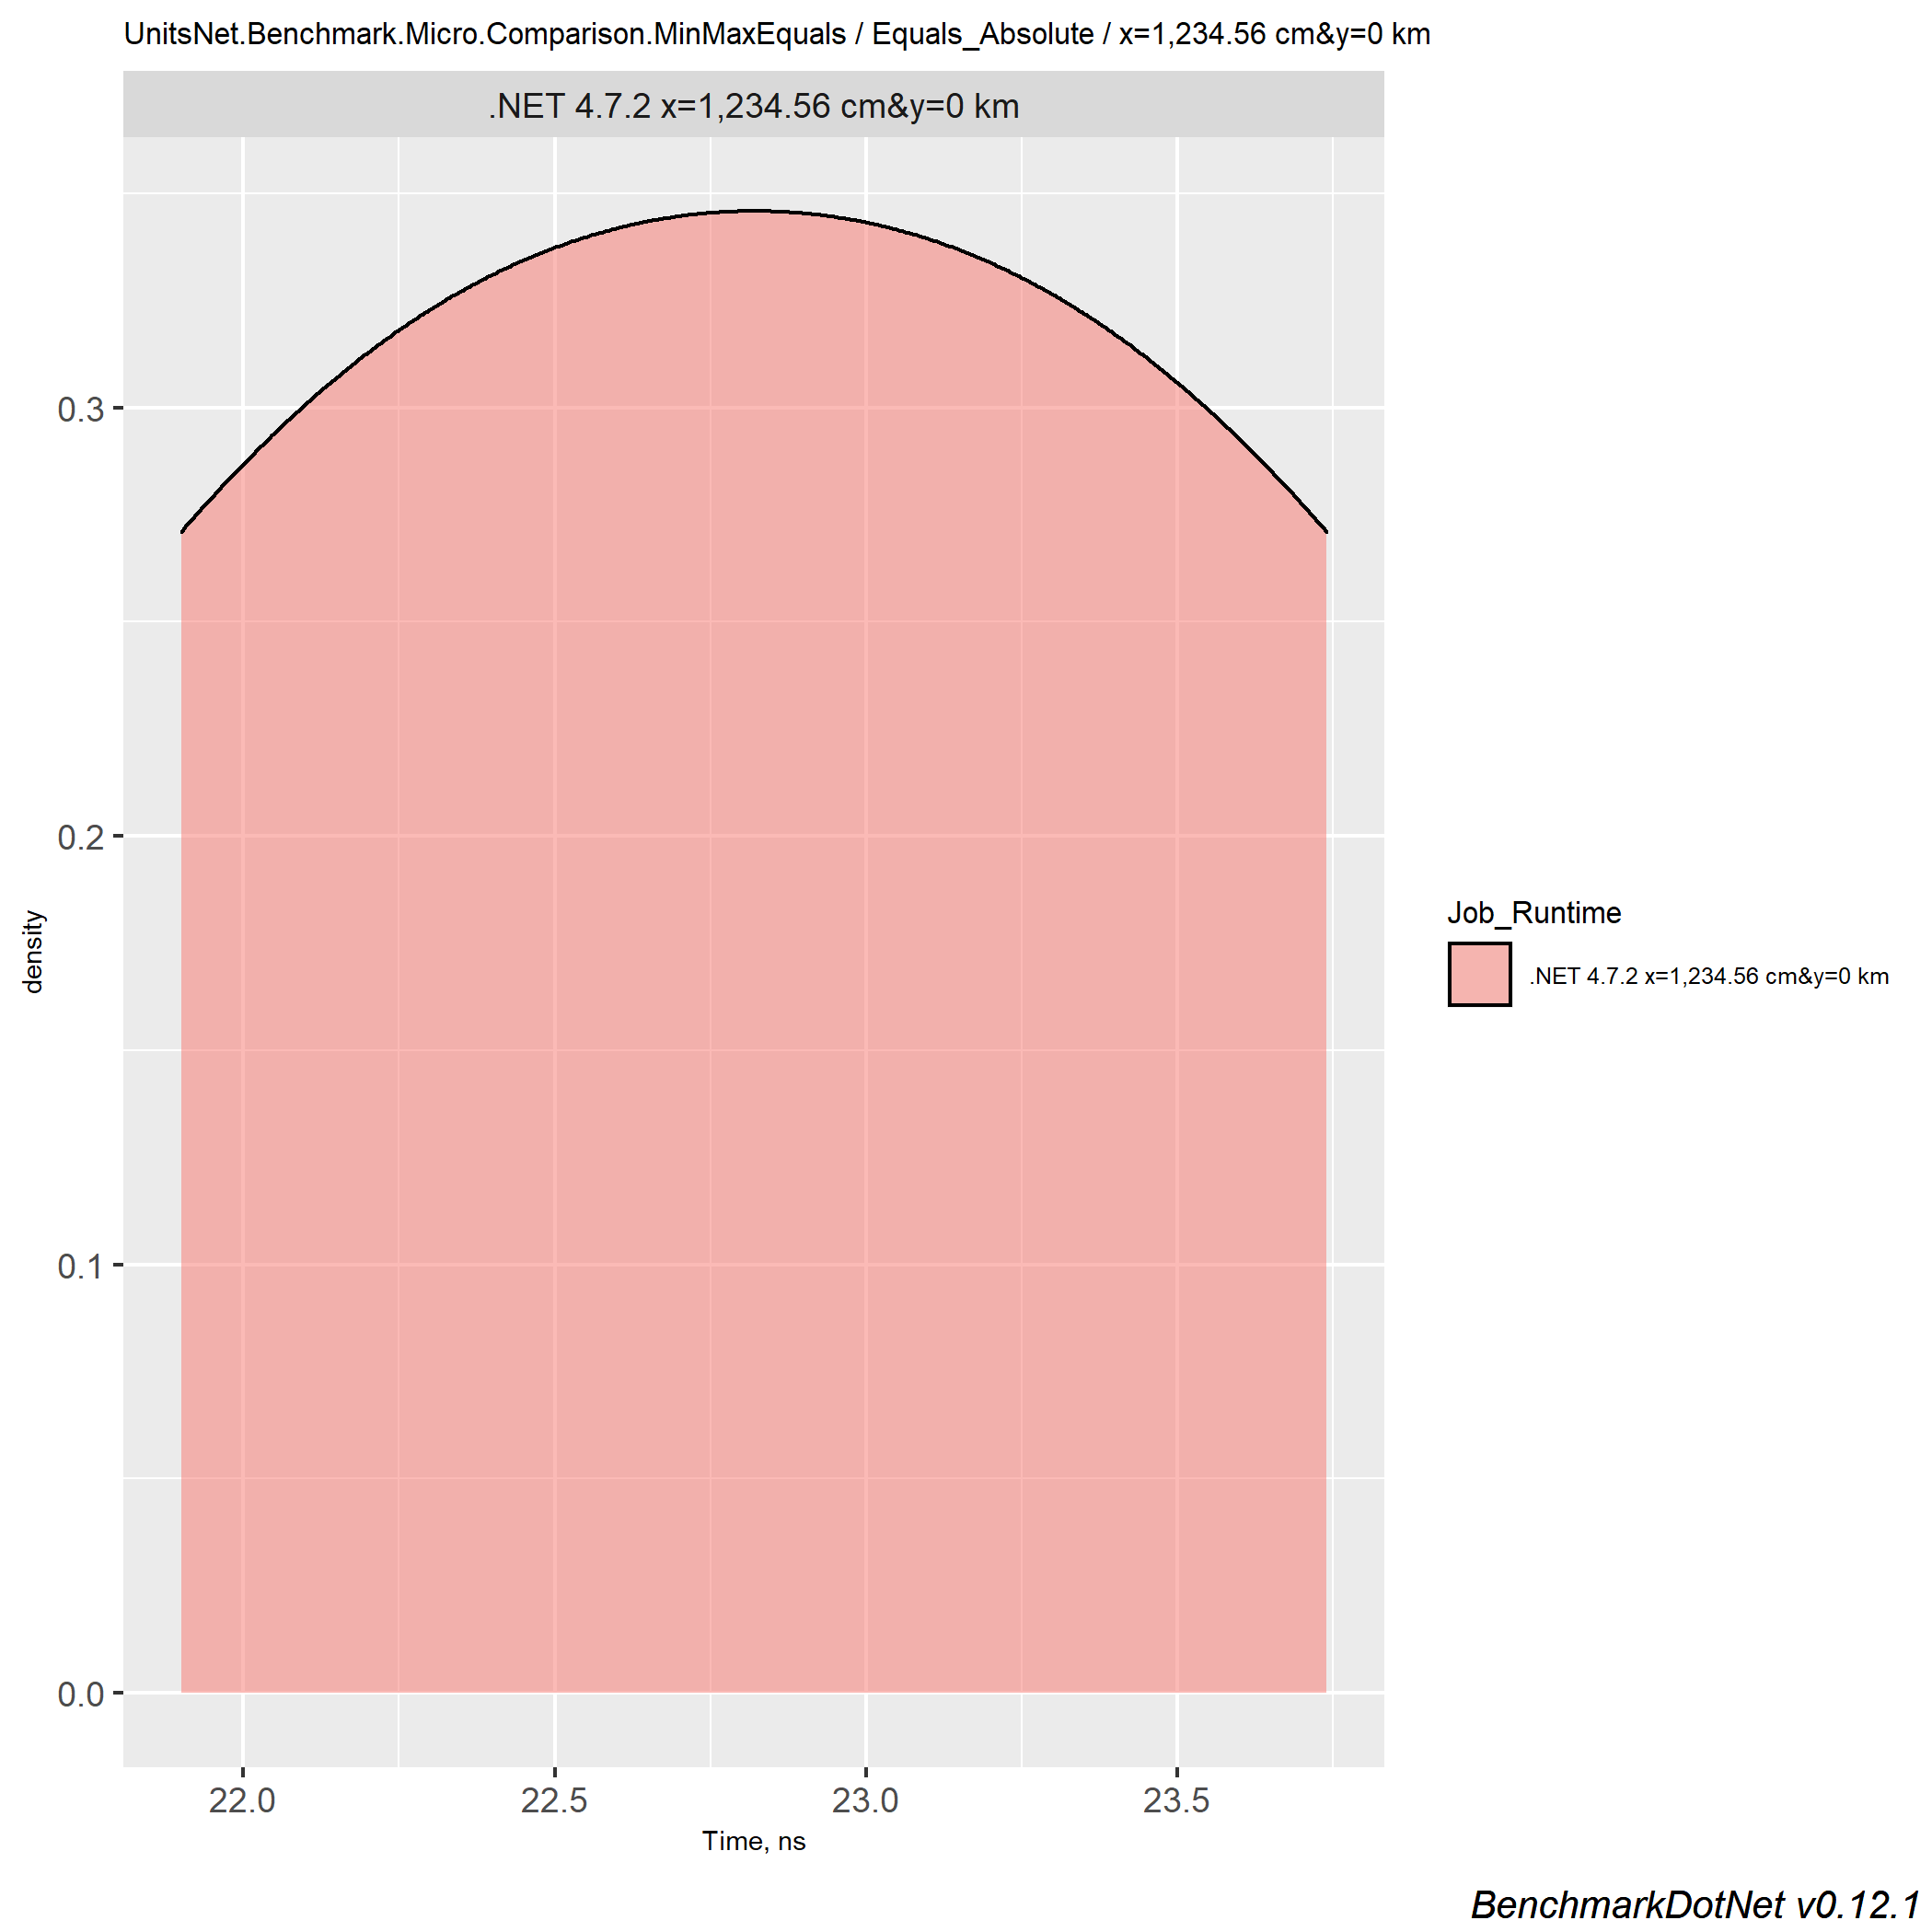 UnitsNet.Benchmark.Micro.Comparison.MinMaxEquals / Equals_Absolute / x=1,234.56 cm&y=0 km
.NET 4.7.2 x=1,234.56 cm&y=0 km
0.3
0.2
0.1
0.0
density
22.0 22.5 23.0 23.5
Time, ns
Job_Runtime
.NET 4.7.2 x=1,234.56 cm&y=0 km
BenchmarkDotNet v0.12.1